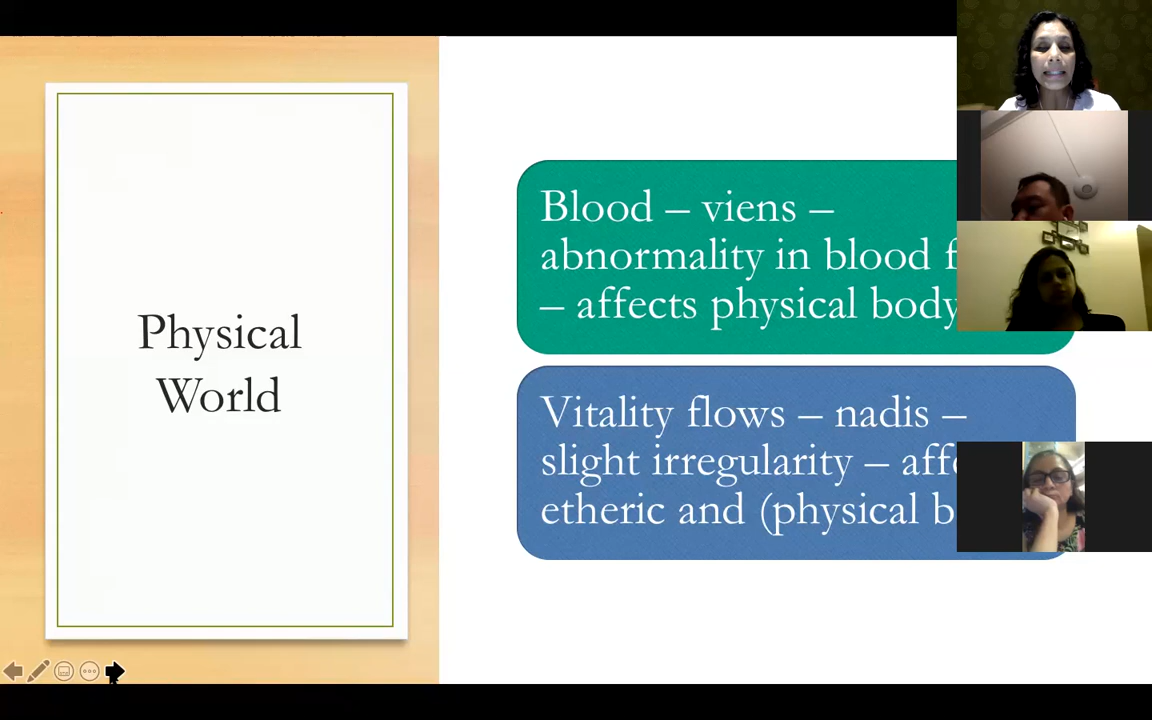 Physical
World
Blood – viens –
abnormality in blood
– affects physical body
Vitality flows – nadis –
slight irregularity –
etheric and (physical